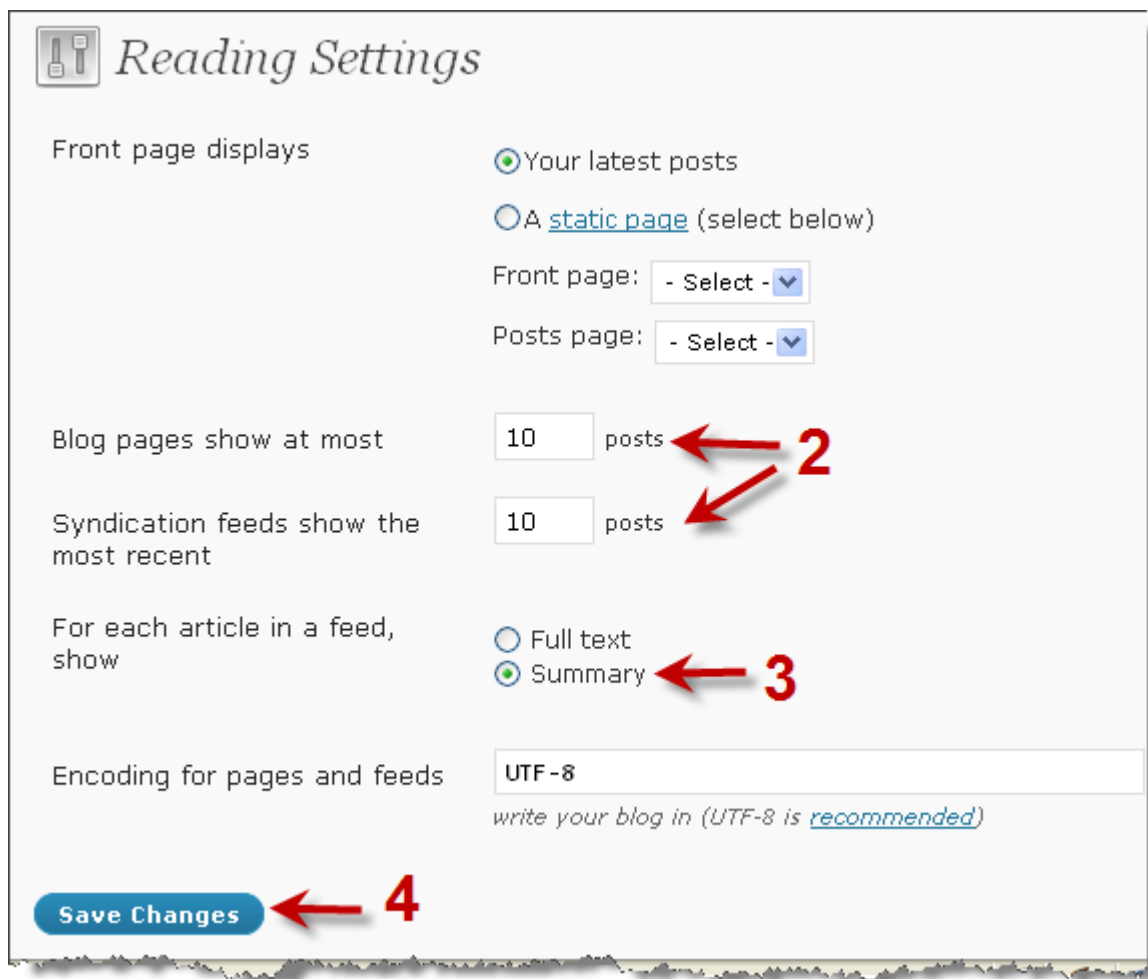 Reading Settings
Front page displays
Your latest posts
A static page (select below)
Front page: - Select -
Posts page: - Select -
Blog pages show at most 10 posts 2
Syndication feeds show the
most recent 10 posts
For each article in a feed,
show
Full text
Summary 3
Encoding for pages and feeds UTF-8
write your blog in (UTF-8 is recommended)
Save Changes 4